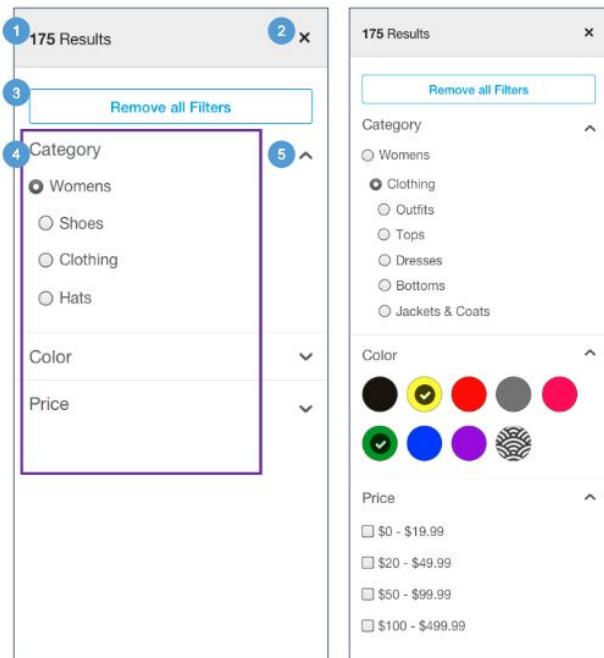 1
175 Results
2
×
3
Remove all Filters
4
Category
5
Womens
Shoes
Clothing
Hats
Color
Price
175 Results
×
Remove all Filters
Category
Womens
Clothing
Outfits
Tops
Dresses
Bottoms
Jackets & Coats
Color
Price
$0 - $19.99
$20 - $49.99
$50 - $99.99
$100 - $499.99